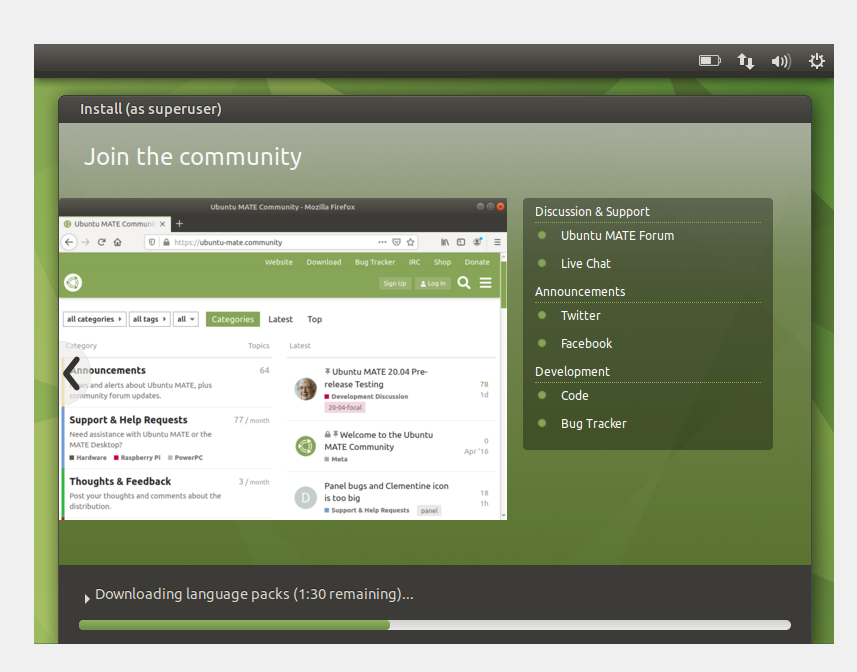 Install (as superuser)
Join the community
Ubuntu MATE Community - Mozilla Firefox
Ubuntu MATE Commun
https://ubuntu-mate.community
Website Download Bug Tracker IRC Shop Donate
Sign Up Log In
all categories all tags all Categories Latest Top
Category Topics Latest
Announcements 64
and alerts about Ubuntu MATE, plus
community forum updates.
Support & Help Requests 77 / month
Need assistance with Ubuntu MATE or the
MATE Desktop?
Hardware Raspberry Pi PowerPC
Thoughts & Feedback 3 / month
Post your thoughts and comments about the
distribution.
Ubuntu MATE 20.04 Pre-
release Testing 78
Development Discussion 1d
20-04-focal
Welcome to the Ubuntu 0
MATE Community Apr '16
Meta
D
Panel bugs and Clementine icon
is too big 18
Support & Help Requests panel 1h
Discussion & Support
Ubuntu MATE Forum
Live Chat
Announcements
Twitter
Facebook
Development
Code
Bug Tracker
Downloading language packs (1:30 remaining)...